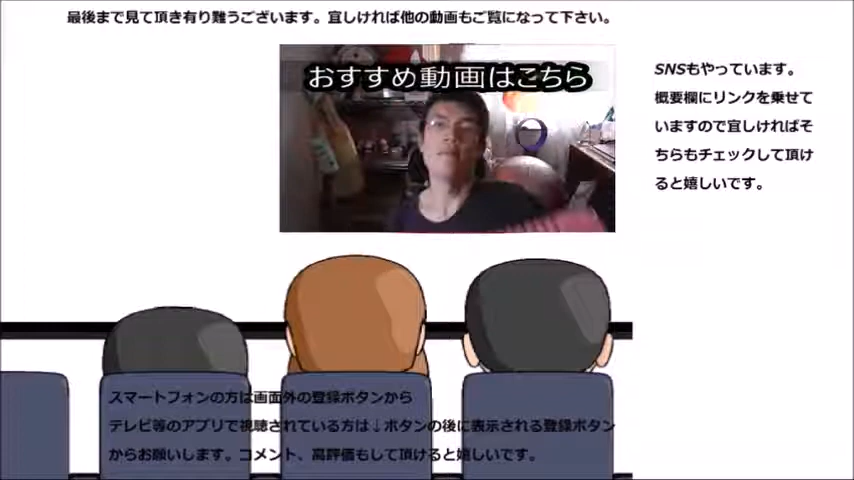 最後まで見て頂き有り難うございます。宜しければ他の動画もご覧になって下さい。
おすすめ動画はこちら
SNSもやっています。
概要欄にリンクを乗せて
いますので宜しければそ
ちらもチェックして頂け
ると嬉しいです。
スマートフォンの方は画面外の登録ボタンから
テレビ等のアプリで視聴されている方は↓ボタンの後に表示される登録ボタン
からお願いします。コメント、高評価もして頂けると嬉しいです。